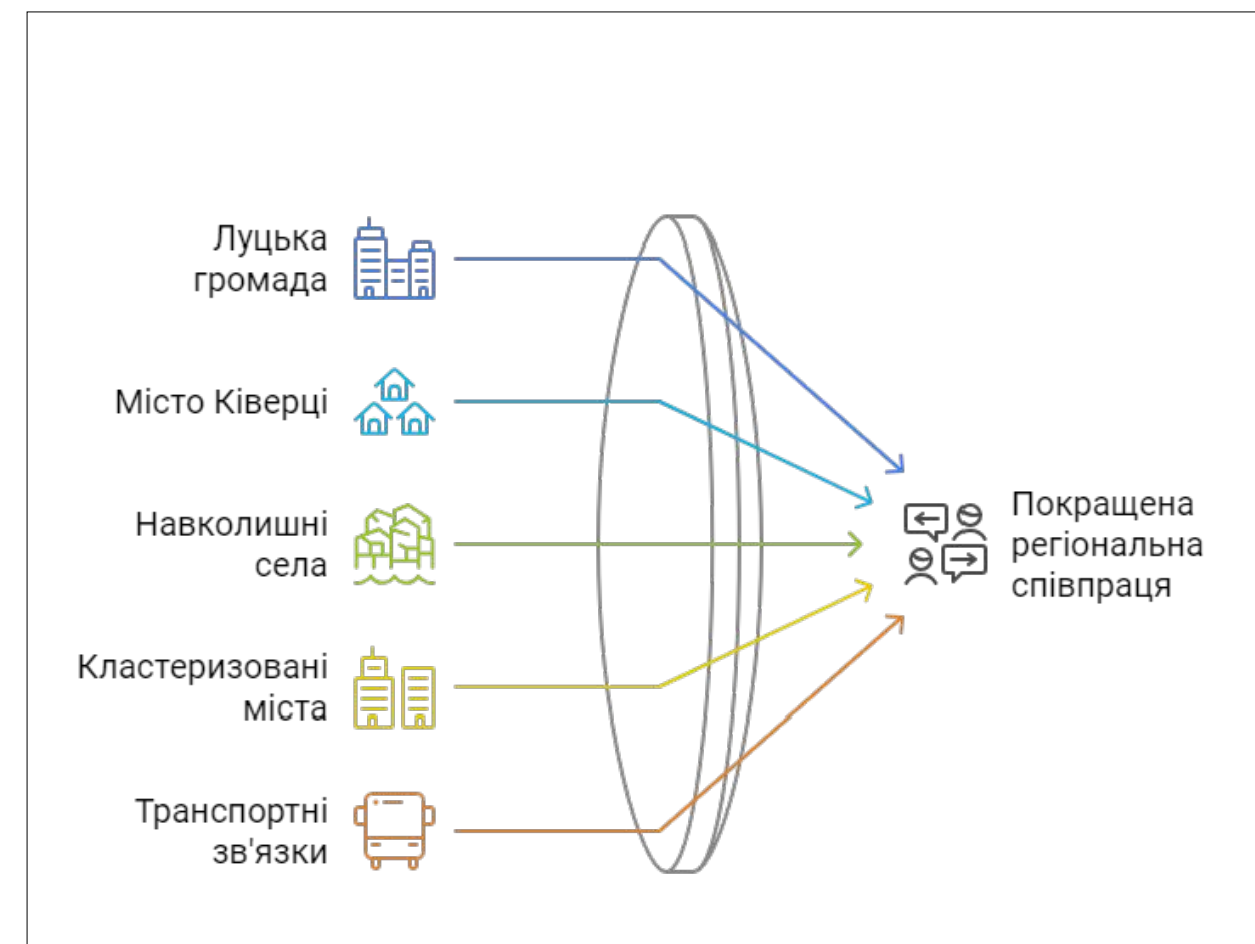 Луцька
громада
Місто Ківерці
Навколишні
села
Кластеризовані
міста
Транспортні
зв'язки
Покращена
регіональна
співпраця